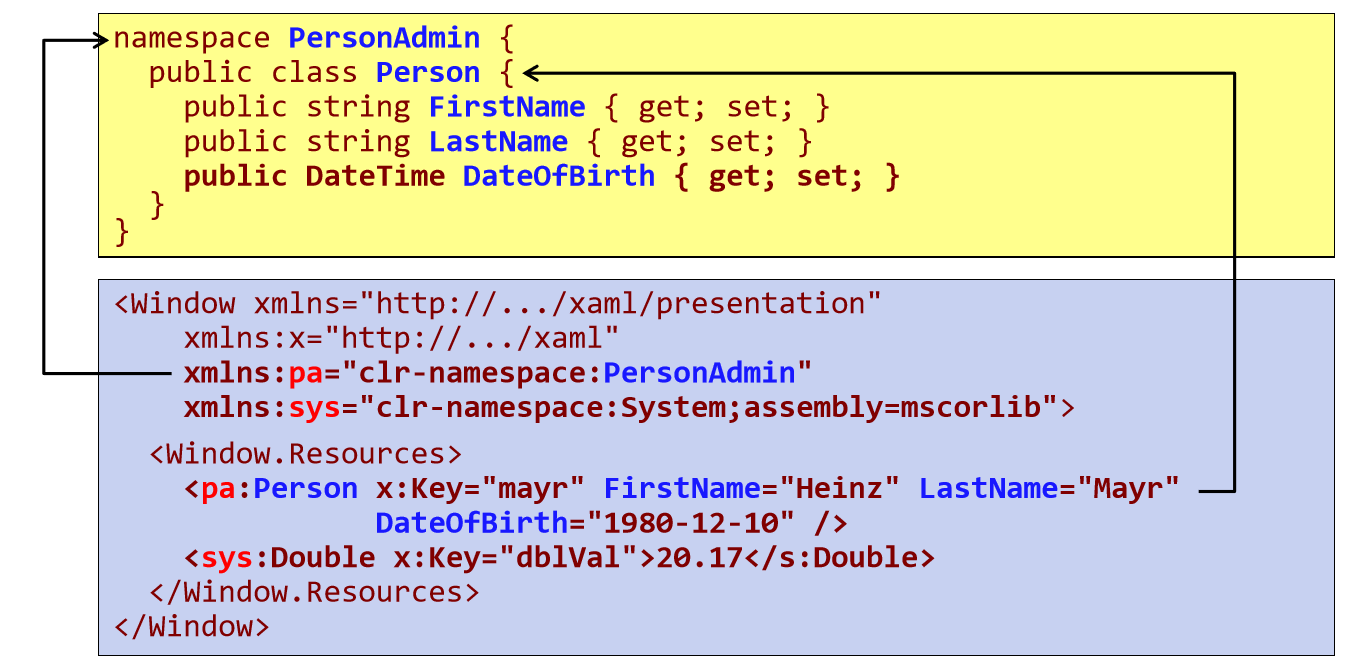 namespace PersonAdmin {
  public class Person {
    public string FirstName { get; set; }
    public string LastName { get; set; }
    public DateTime DateOfBirth { get; set; }
  }
}
<Window xmlns="http://.../xaml/presentation"
    xmlns:x="http://.../xaml"
    xmlns:pa="clr-namespace:PersonAdmin"
    xmlns:sys="clr-namespace:System;assembly=mscorlib">
  <Window.Resources>
    <pa:Person x:Key="mayr" FirstName="Heinz" LastName="Mayr"
               DateOfBirth="1980-12-10" />
    <sys:Double x:Key="dblVal">20.17</s:Double>
  </Window.Resources>
</Window>